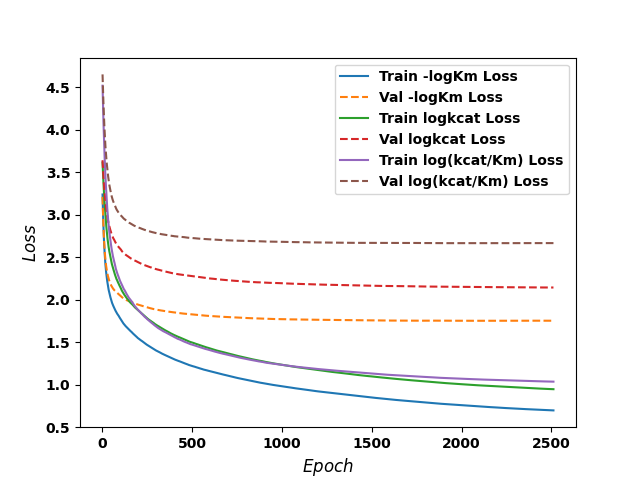 Train -logKm Loss
Val -logKm Loss
Train logkcat Loss
Val logkcat Loss
Train log(kcat/Km) Loss
Val log(kcat/Km) Loss
4.5
4.0
3.5
3.0
2.5
2.0
1.5
1.0
0.5
Loss
0 500 1000 1500 2000 2500
Epoch